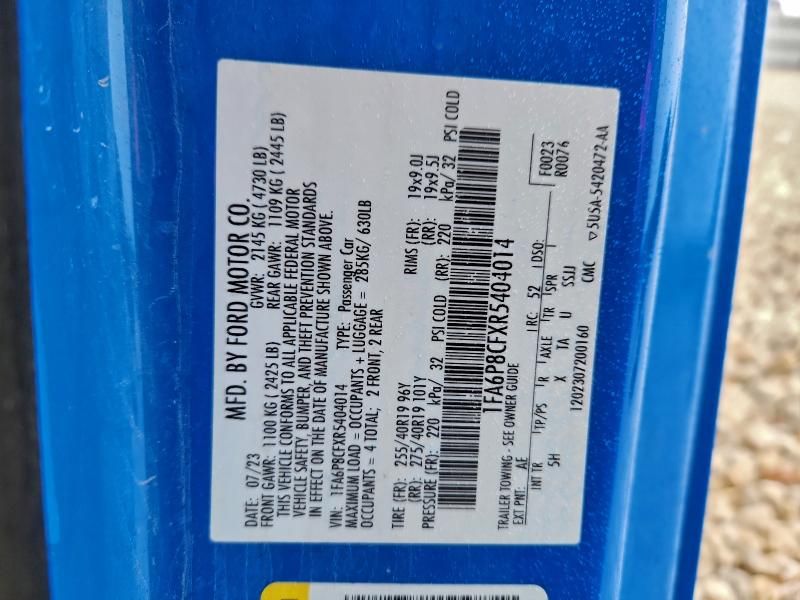 MFD. BY FORD MOTOR CO.
DATE: 07/23 GVWR: 2145 KG ( 4730 LB)
FRONT GAWR: 1100 KG ( 2425 LB) REAR GAWR: 1109 KG ( 2445 LB)
THIS VEHICLE CONFORMS TO ALL APPLICABLE FEDERAL MOTOR
VEHICLE SAFETY, BUMPER, AND THEFT PREVENTION STANDARDS
IN EFFECT ON THE DATE OF MANUFACTURE SHOWN ABOVE.
VIN: 1FA6P8CFXR5404014 TYPE: Passenger Car
MAXIMUM LOAD = OCCUPANTS + LUGGAGE = 285KG/ 630LB
OCCUPANTS = 4 TOTAL; 2 FRONT, 2 REAR
TIRE (FR): 255/40R19 96Y RIMS (FR): 19x9.0J
(RR): 275/40R19 101Y (RR): 19x9.5J
PRESSURE (FR): 220 kPa/ 32 PSI COLD (RR): 220 kPa/ 32 PSI COLD
1FA6P8CFXR5404014
TRAILER TOWING - SEE OWNER GUIDE F0023
EXT PNT: AE RC: 52 DSO: R0076
INT TR TP/PS R AXLE TR SPR
5H X TA U SSJJ
1202307200160 CMC ▽5USA-5420472-AA